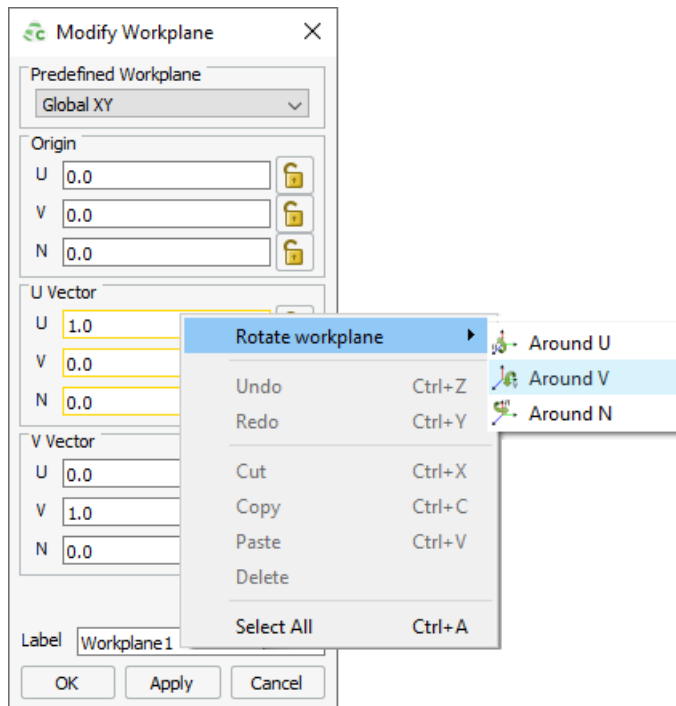 Modify Workplane
Predefined Workplane
Global XY
Origin
U 0.0
V 0.0
N 0.0
U Vector
U 1.0
V 0.0
N 0.0
V Vector
U 0.0
V 1.0
N 0.0
Label Workplane1
OK Apply Cancel
Rotate workplane
Undo Ctrl+Z
Redo Ctrl+Y
Cut Ctrl+X
Copy Ctrl+C
Paste Ctrl+V
Delete
Select All Ctrl+A
Around U
Around V
Around N